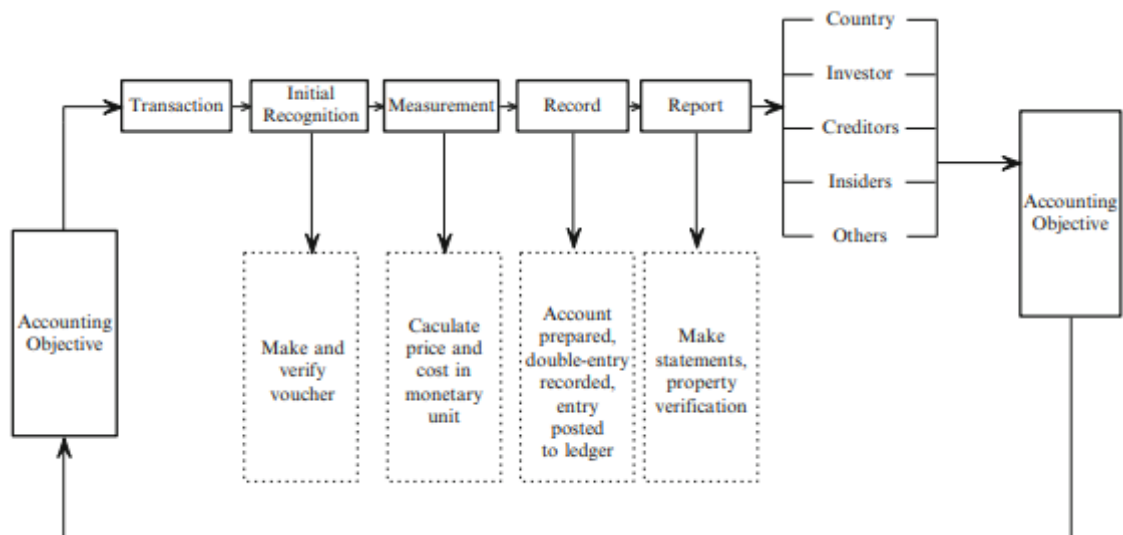 Country
Investor
Creditors
Insiders
Others
Transaction
Initial
Recognition
Measurement
Record
Report
Accounting
Objective
Accounting
Objective
Make and
verify
voucher
Caculate
price and
cost in
monetary
unit
Account
prepared,
double-entry
recorded,
entry
posted
to ledger
Make
statements,
property
verification